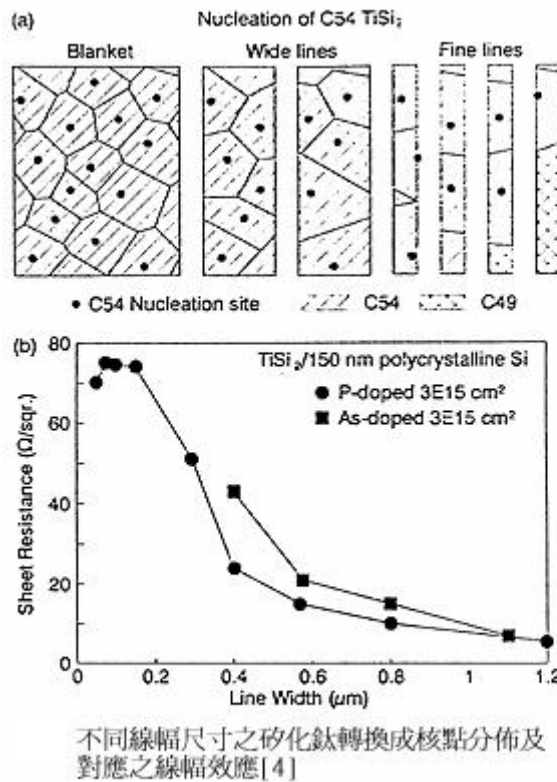 (a) Nucleation of C54 TiSi₂
Blanket Wide lines Fine lines
• C54 Nucleation site C54 C49
(b)
80
60
40
20
0
Sheet Resistance (Ω/sqr.)
TiSi₂/150 nm polycrystalline Si
● P-doped 3E15 cm²
■ As-doped 3E15 cm²
0 0.2 0.4 0.6 0.8 1 1.2
Line Width (μm)
不同線幅尺寸之矽化鈦轉換成核點分佈及
對應之線幅效應[4]